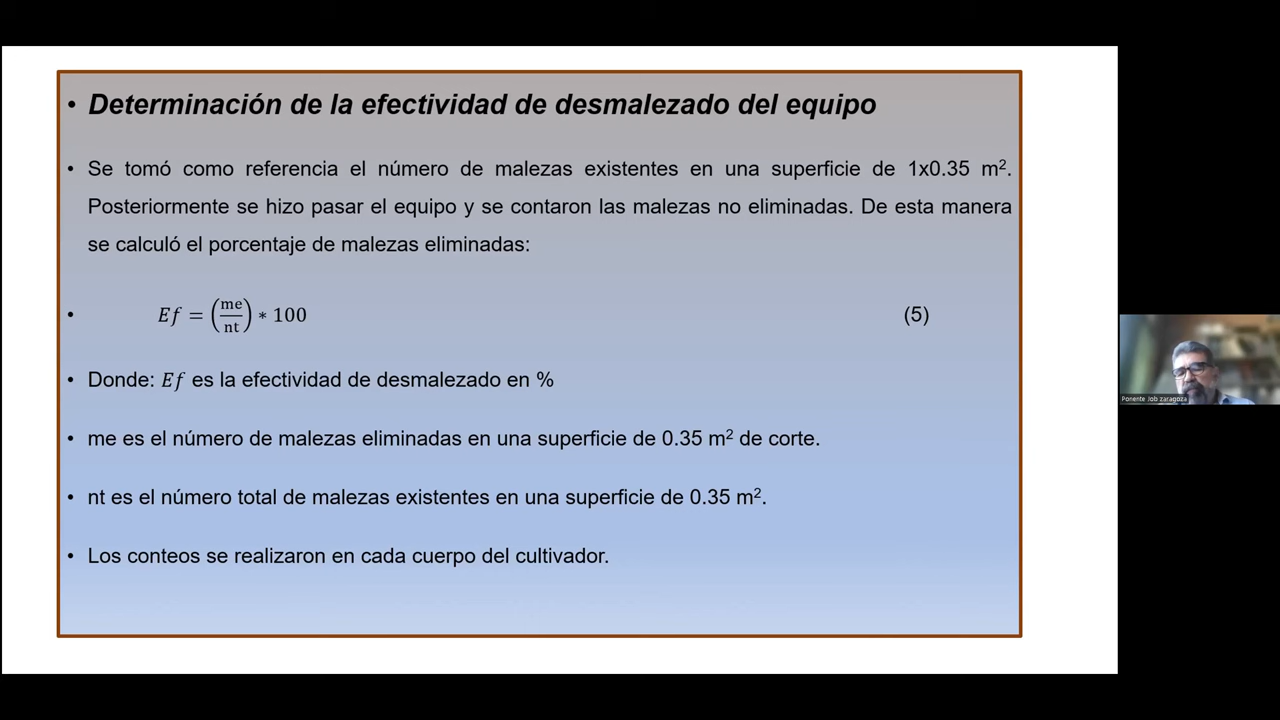 • Determinación de la efectividad de desmalezado del equipo
• Se tomó como referencia el número de malezas existentes en una superficie de 1x0.35 m².
Posteriormente se hizo pasar el equipo y se contaron las malezas no eliminadas. De esta manera
se calculó el porcentaje de malezas eliminadas:
• Ef = (me/nt) * 100 (5)
• Donde: Ef es la efectividad de desmalezado en %
• me es el número de malezas eliminadas en una superficie de 0.35 m² de corte.
• nt es el número total de malezas existentes en una superficie de 0.35 m².
• Los conteos se realizaron en cada cuerpo del cultivador.
Ponente Job zaragoza